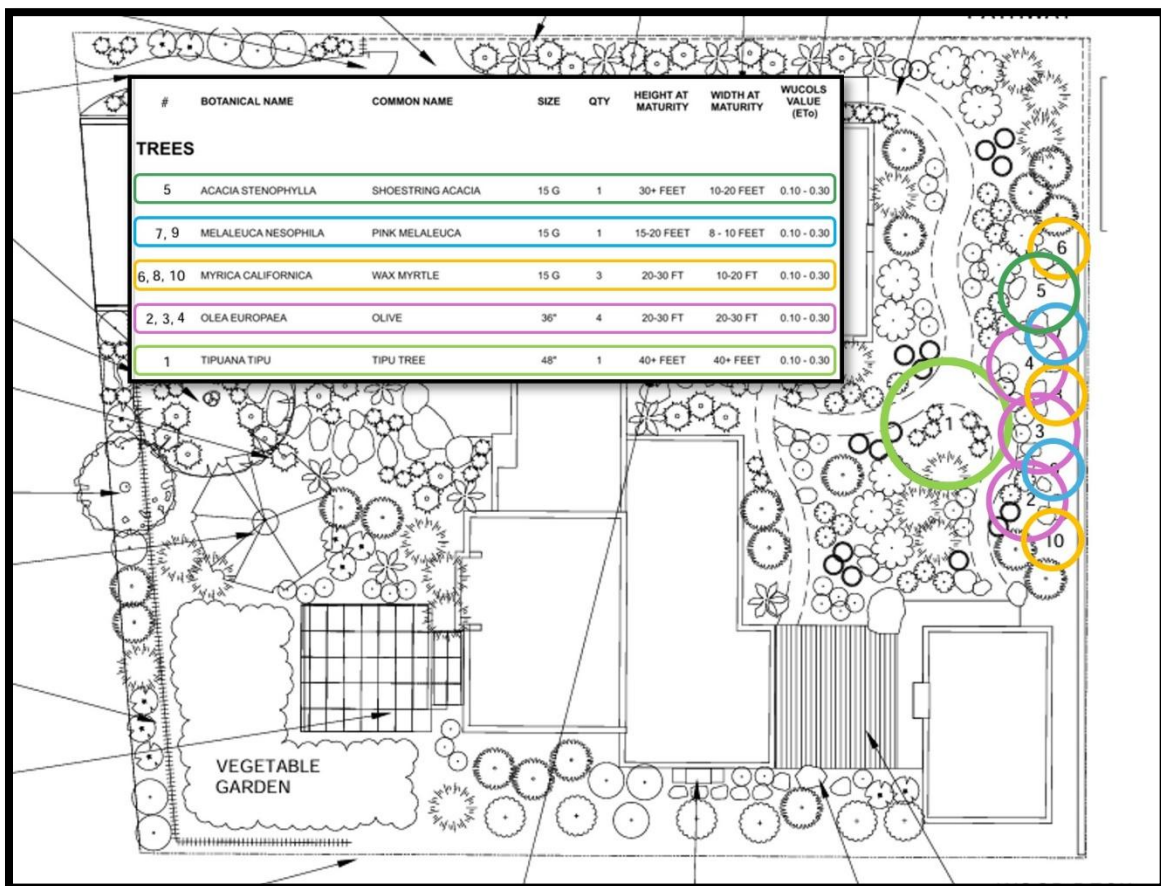 # BOTANICAL NAME COMMON NAME SIZE QTY HEIGHT AT MATURITY WIDTH AT MATURITY WUCOLS VALUE (ETo)
TREES
5 ACACIA STENOPHYLLA SHOESTRING ACACIA 15 G 1 30+ FEET 10-20 FEET 0.10 - 0.30
7, 9 MELALEUCA NESOPHILA PINK MELALEUCA 15 G 1 15-20 FEET 8 - 10 FEET 0.10 - 0.30
6, 8, 10 MYRICA CALIFORNICA WAX MYRTLE 15 G 3 20-30 FT 10-20 FT 0.10 - 0.30
2, 3, 4 OLEA EUROPAEA OLIVE 36" 4 20-30 FT 20-30 FT 0.10 - 0.30
1 TIPUANA TIPU TIPU TREE 48" 1 40+ FEET 40+ FEET 0.10 - 0.30
6
5
4
1
3
2
10
VEGETABLE
GARDEN